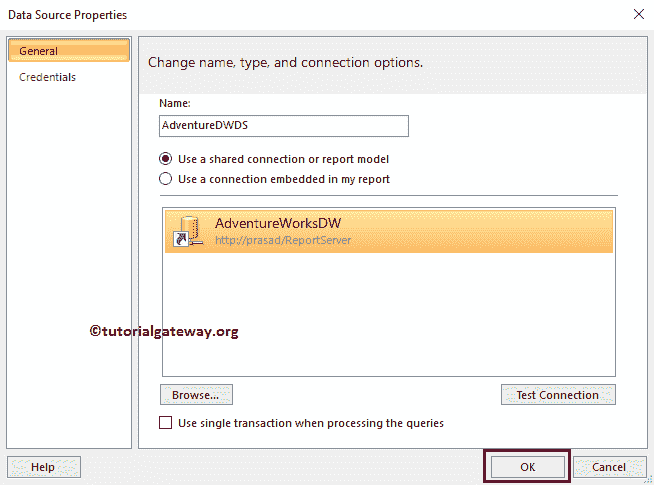 Data Source Properties
General
Credentials
Change name, type, and connection options.
Name:
AdventureDWDS
Use a shared connection or report model
Use a connection embedded in my report
AdventureWorksDW
http://prasad/ReportServer
©tutorialgateway.org
Browse...
Test Connection
Use single transaction when processing the queries
Help
OK
Cancel